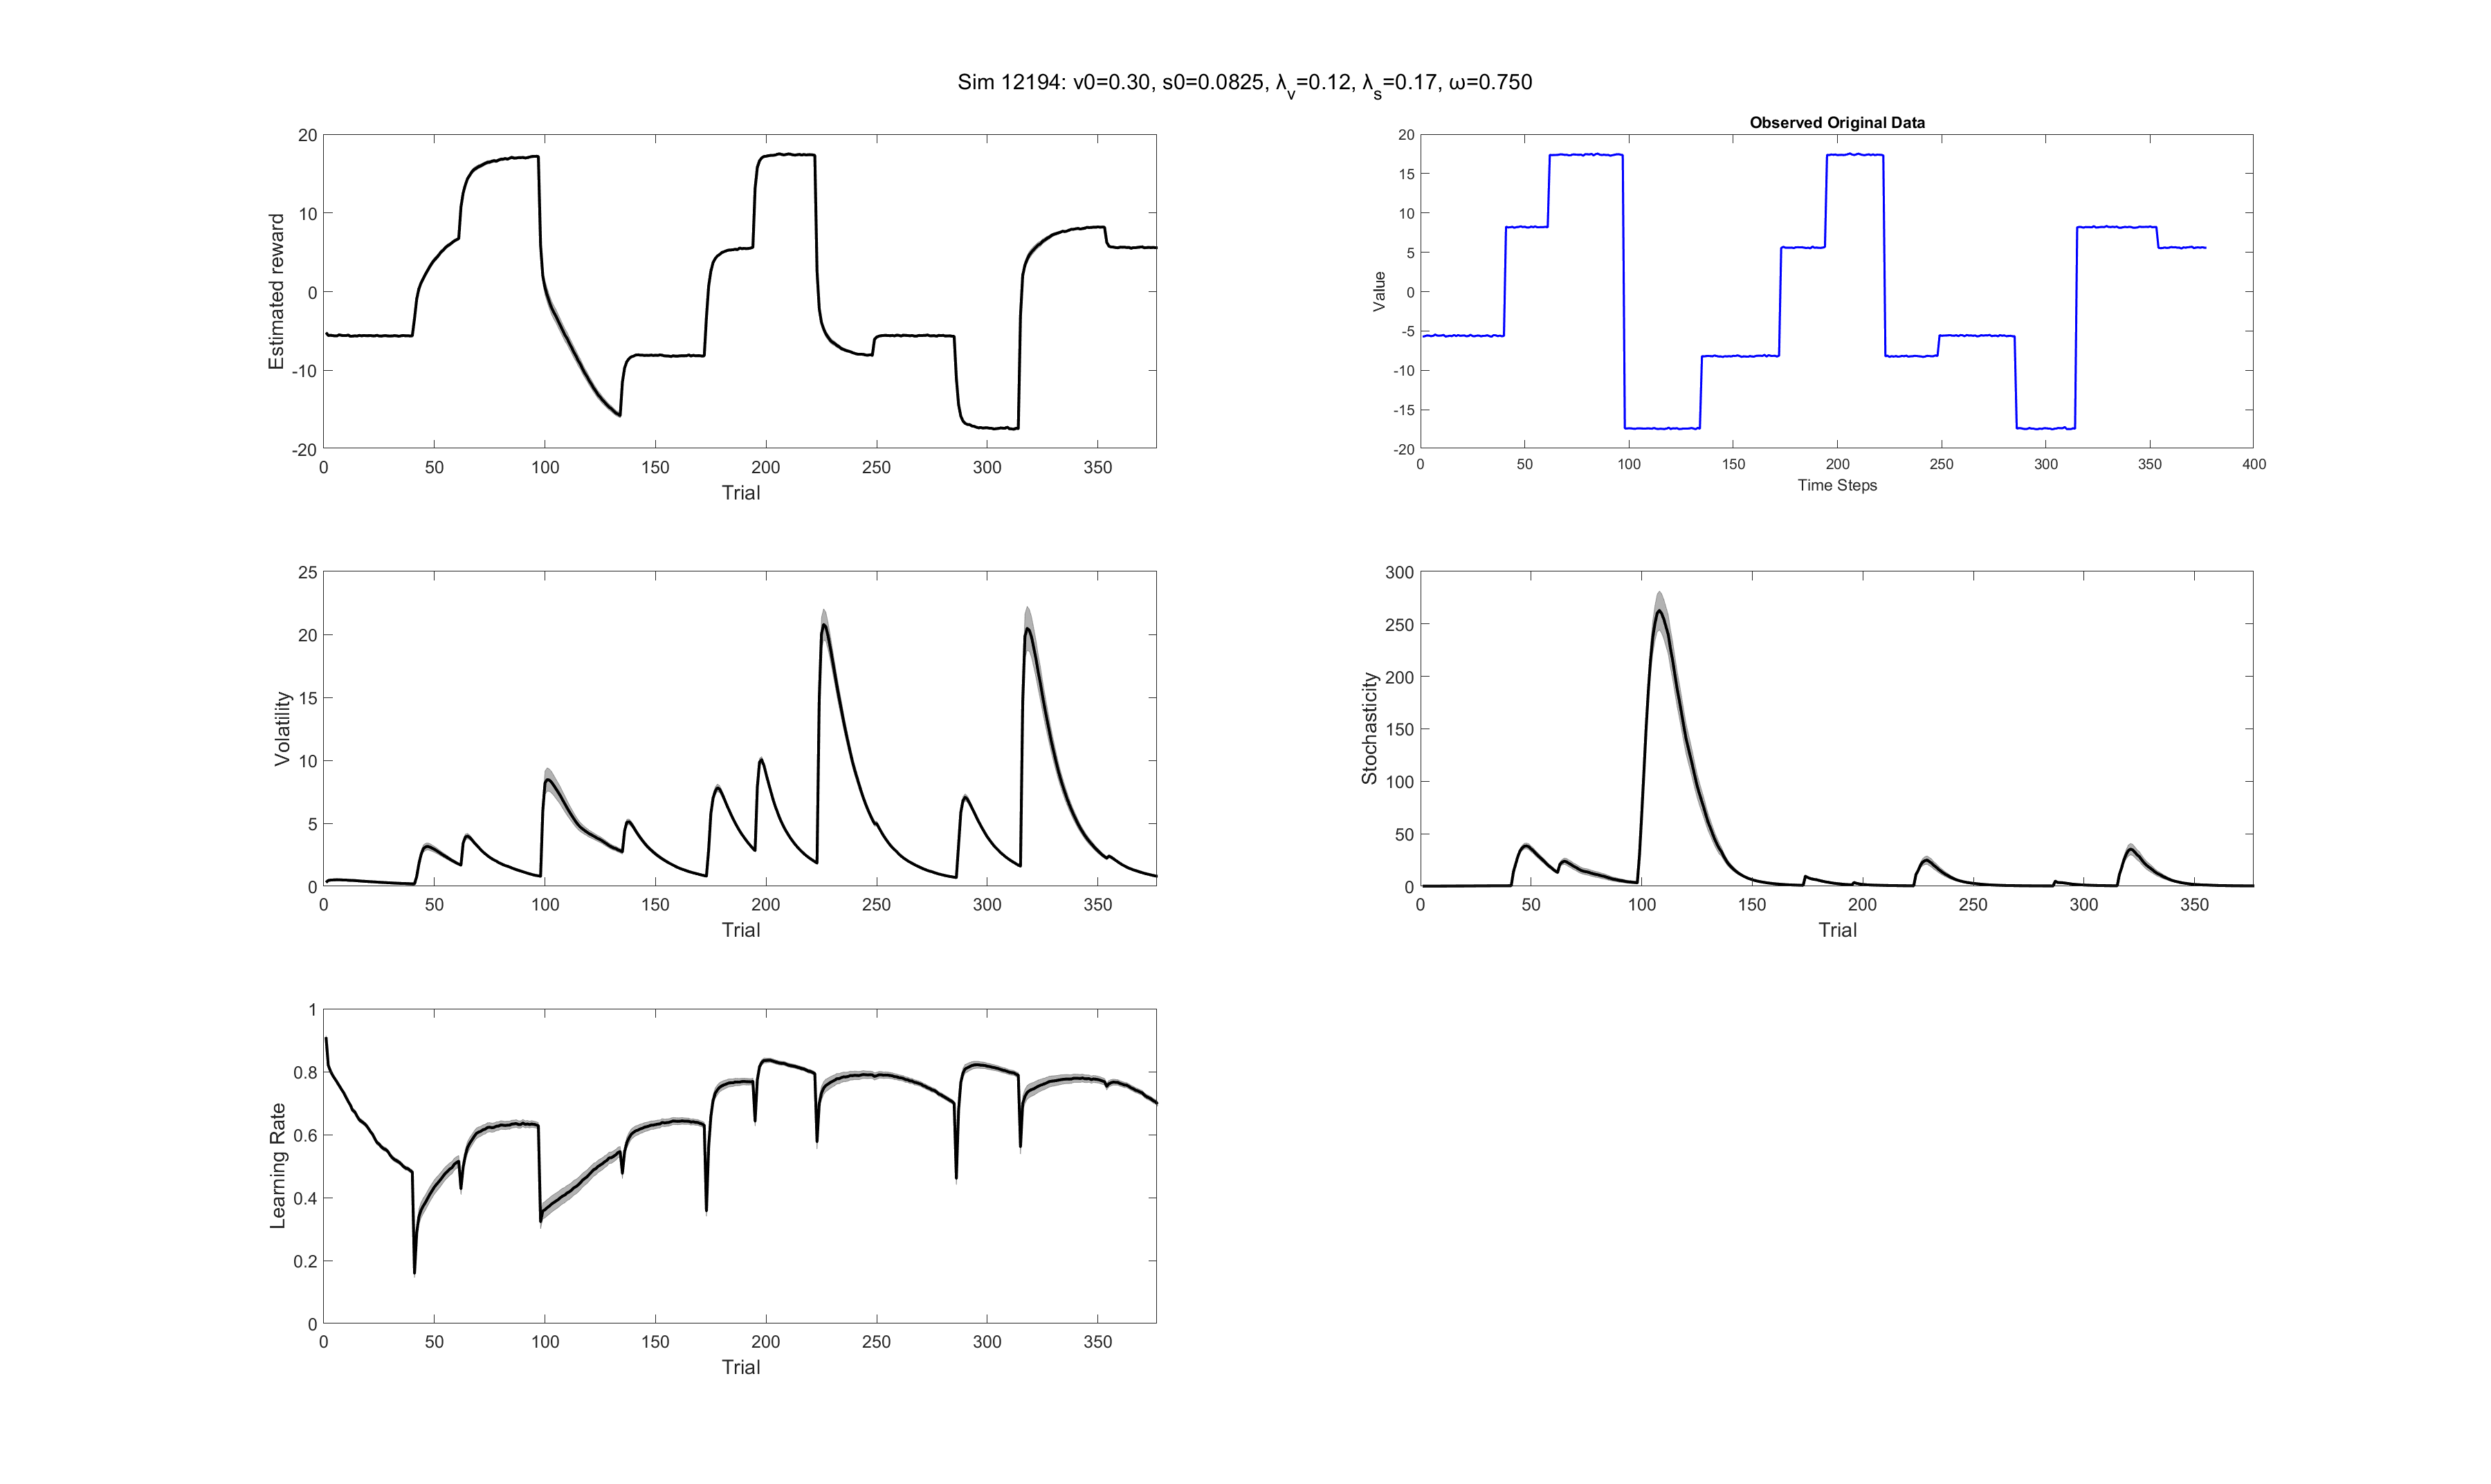 Sim 12194: v0=0.30, s0=0.0825, λv=0.12, λs=0.17, ω=0.750
Estimated reward
20
10
0
-10
-20
0 50 100 150 200 250 300 350
Trial
Observed Original Data
Value
20
15
10
5
0
-5
-10
-15
-20
0 50 100 150 200 250 300 350 400
Time Steps
Volatility
25
20
15
10
5
0
0 50 100 150 200 250 300 350
Trial
Stochasticity
300
250
200
150
100
50
0
0 50 100 150 200 250 300 350
Trial
Learning Rate
1
0.8
0.6
0.4
0.2
0
0 50 100 150 200 250 300 350
Trial